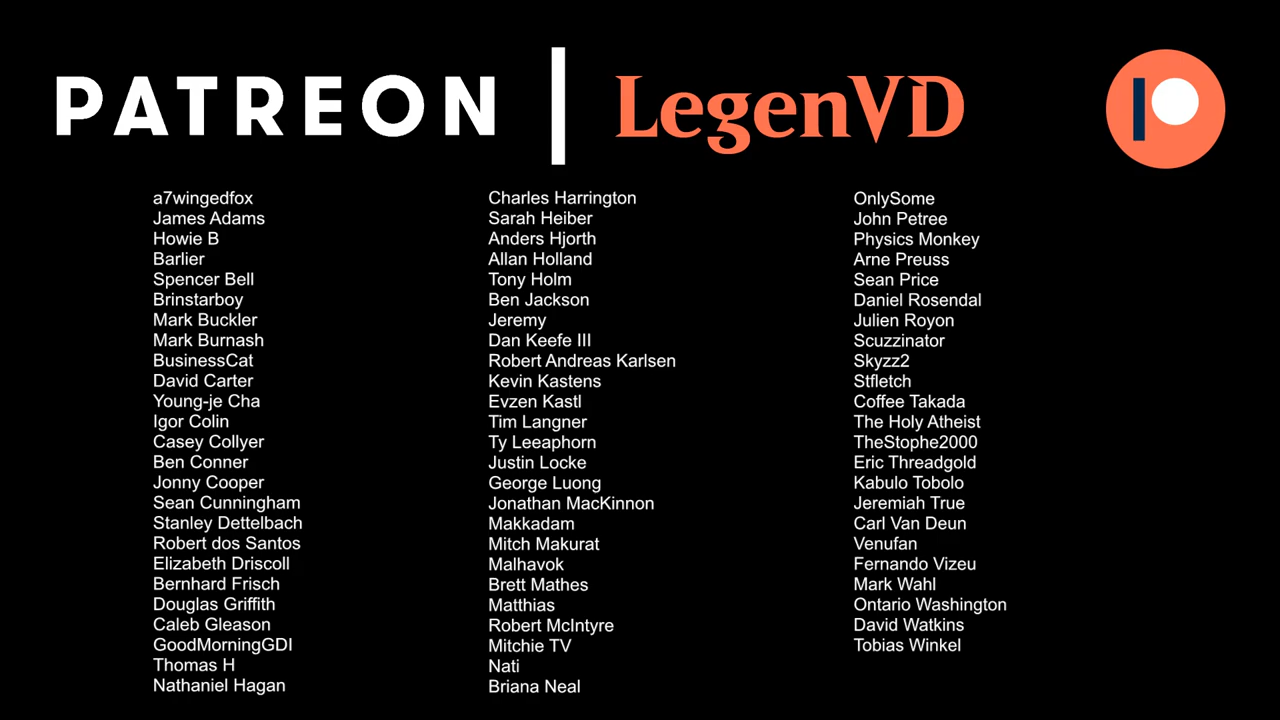 PATREON | LegenVD
a7wingedfox
James Adams
Howie B
Barlier
Spencer Bell
Brinstarboy
Mark Buckler
Mark Burnash
BusinessCat
David Carter
Young-je Cha
Igor Colin
Casey Collyer
Ben Conner
Jonny Cooper
Sean Cunningham
Stanley Dettelbach
Robert dos Santos
Elizabeth Driscoll
Bernhard Frisch
Douglas Griffith
Caleb Gleason
GoodMorningGDI
Thomas H
Nathaniel Hagan
Charles Harrington
Sarah Heiber
Anders Hjorth
Allan Holland
Tony Holm
Ben Jackson
Jeremy
Dan Keefe III
Robert Andreas Karlsen
Kevin Kastens
Evzen Kastl
Tim Langner
Ty Leeaphorn
Justin Locke
George Luong
Jonathan MacKinnon
Makkadam
Mitch Makurat
Malhavok
Brett Mathes
Matthias
Robert McIntyre
Mitchie TV
Nati
Briana Neal
OnlySome
John Petree
Physics Monkey
Arne Preuss
Sean Price
Daniel Rosendal
Julien Royon
Scuzzinator
Skyzz2
Stfletch
Coffee Takada
The Holy Atheist
TheStophe2000
Eric Threadgold
Kabulo Tobolo
Jeremiah True
Carl Van Deun
Venufan
Fernando Vizeu
Mark Wahl
Ontario Washington
David Watkins
Tobias Winkel